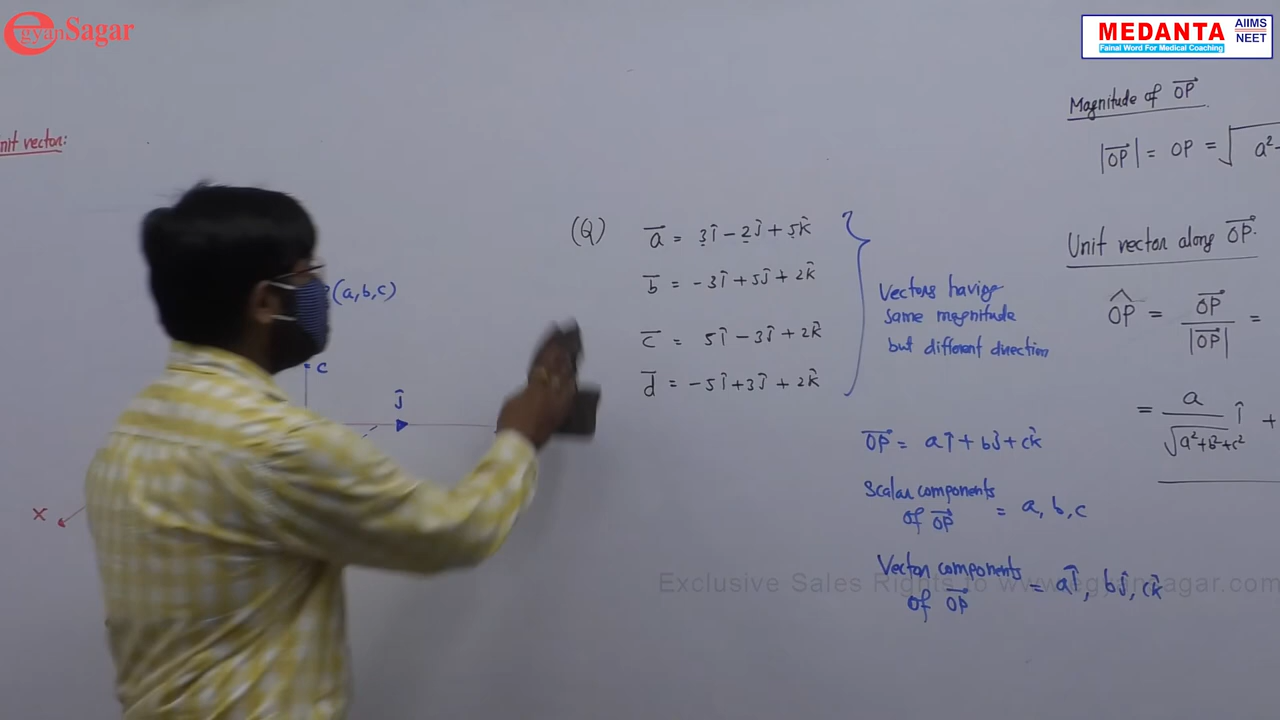 egyanSagar
MEDANTA
AIIMS
NEET
Fainal Word For Medical Coaching
nit vector:
(a,b,c)
c
ĵ
X
(Q) a̅ = 3î - 2ĵ + 5k̂
b̅ = -3î + 5ĵ + 2k̂
c̅ = 5î - 3ĵ + 2k̂
d̅ = -5î + 3ĵ + 2k̂
Vectors having
same magnitude
but different direction
OP⃗ = aî + bĵ + ck̂
Scalar components
of OP⃗ = a, b, c
Vector components
of OP⃗ = aî, bĵ, ck̂
Magnitude of OP⃗
|OP⃗| = OP = √a²-
Unit vector along OP⃗.
OP̂ = OP⃗/|OP⃗| =
= a/√a²+b²+c² î +
Exclusive Sales Rights to www.egyansagar.com